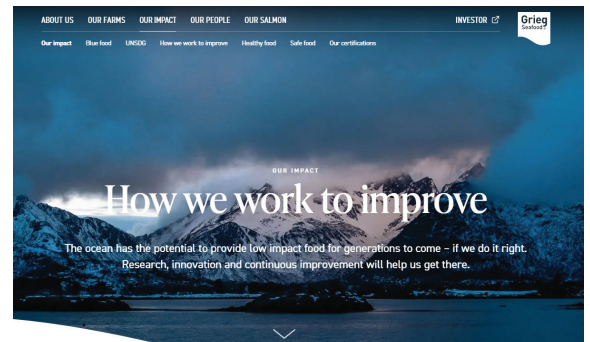 ABOUT US OUR FARMS OUR IMPACT OUR PEOPLE OUR SALMON INVESTOR
Grieg
Seafood
Our impact Blue food UNSDG How we work to improve Healthy food Safe food Our certifications
OUR IMPACT
How we work to improve
The ocean has the potential to provide low impact food for generations to come – if we do it right.
Research, innovation and continuous improvement will help us get there.